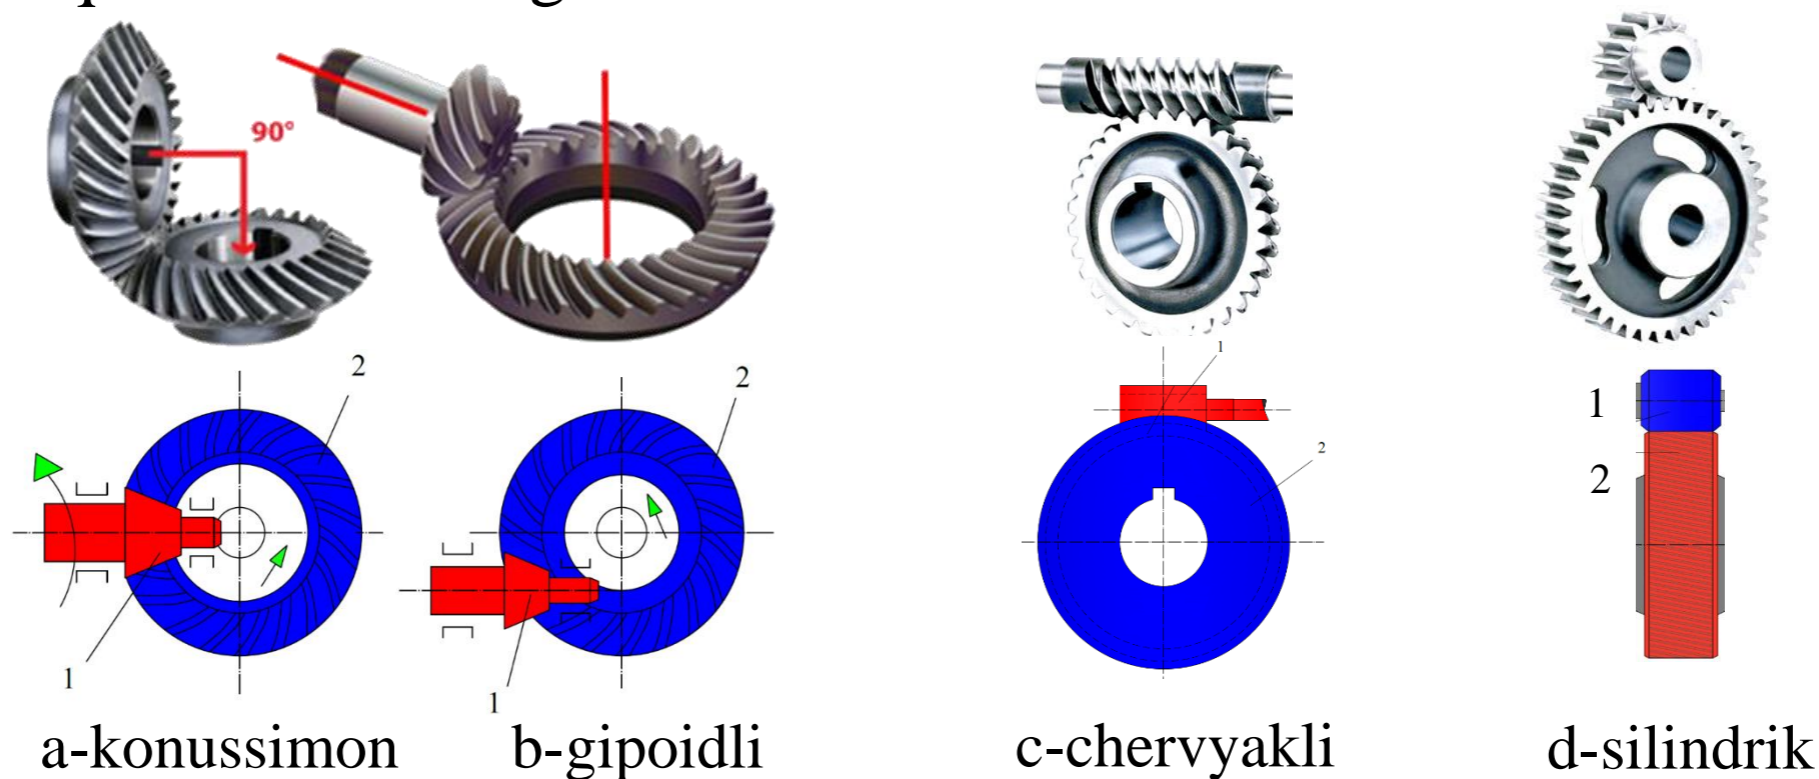 90°
2
2
1
2
1
2
1
1
a-konussimon
b-gipoidli
c-chervyakli
d-silindrik